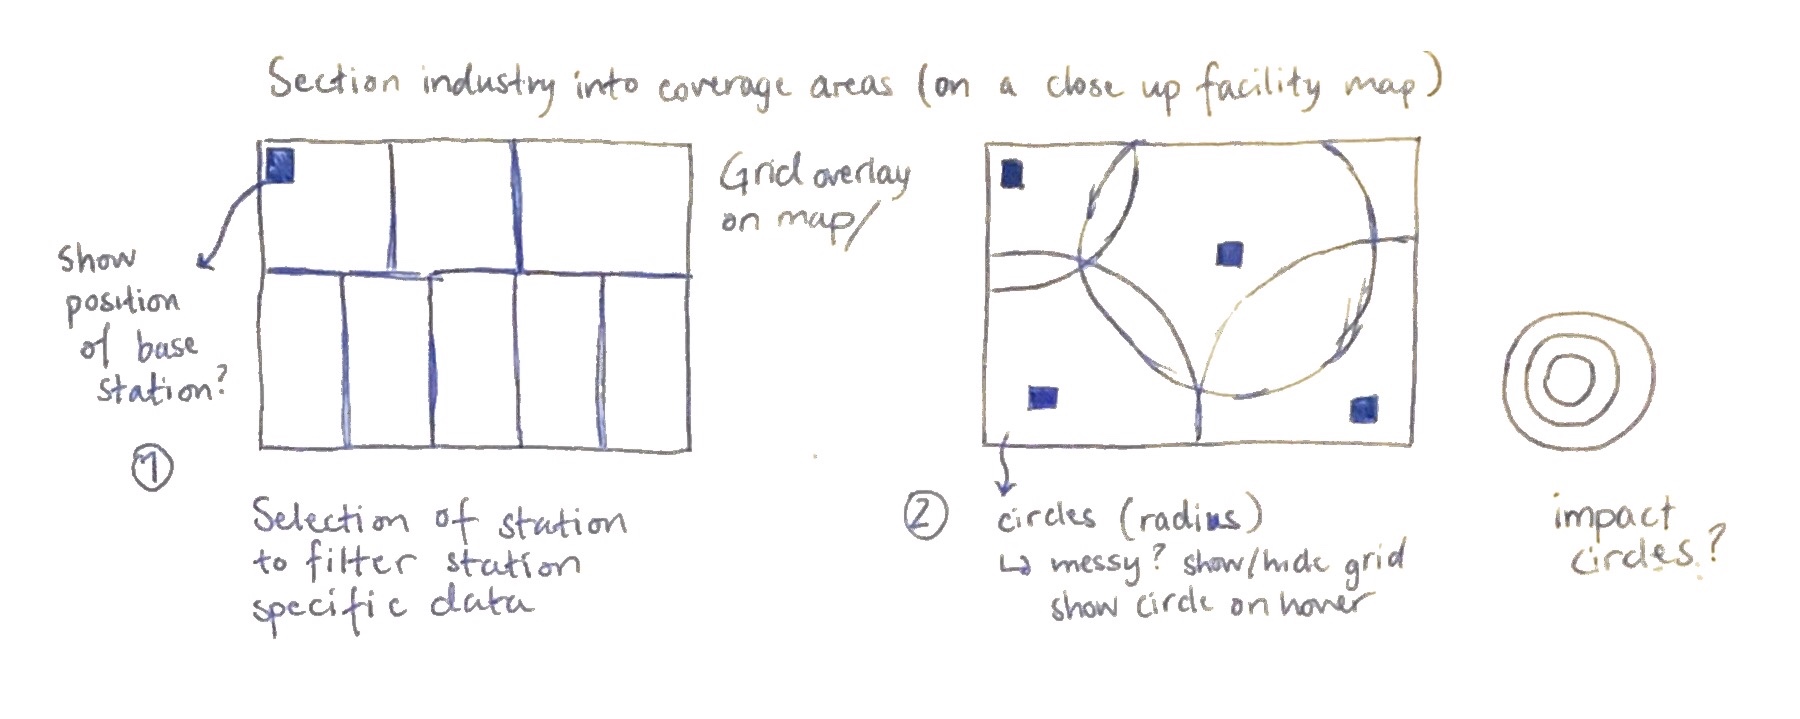 Section industry into coverage areas (on a close up facility map)
Grid overlay
on map/
show
position
of base
station?
1
Selection of station
to filter station
specific data
2
circles (radius)
↳ messy? show/hide grid
show circle on hover
impact
circles?